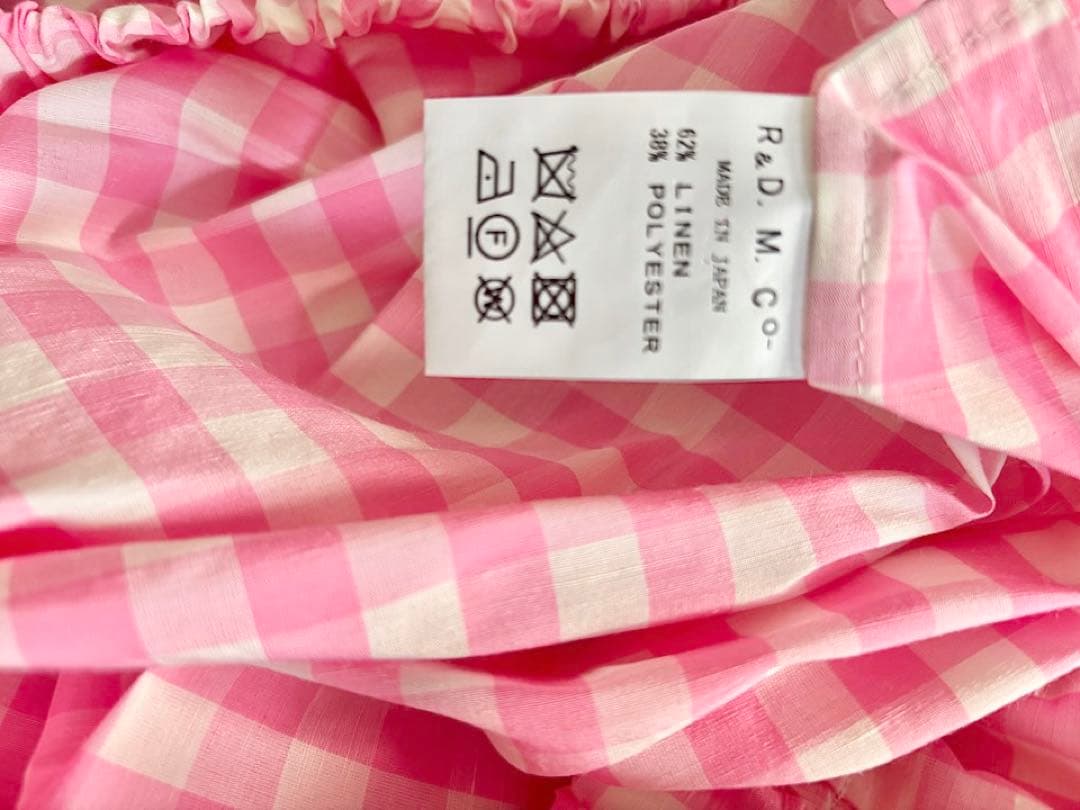 R&D. M. Co-
MADE IN JAPAN
62% LINEN
38% POLYESTER
F
W